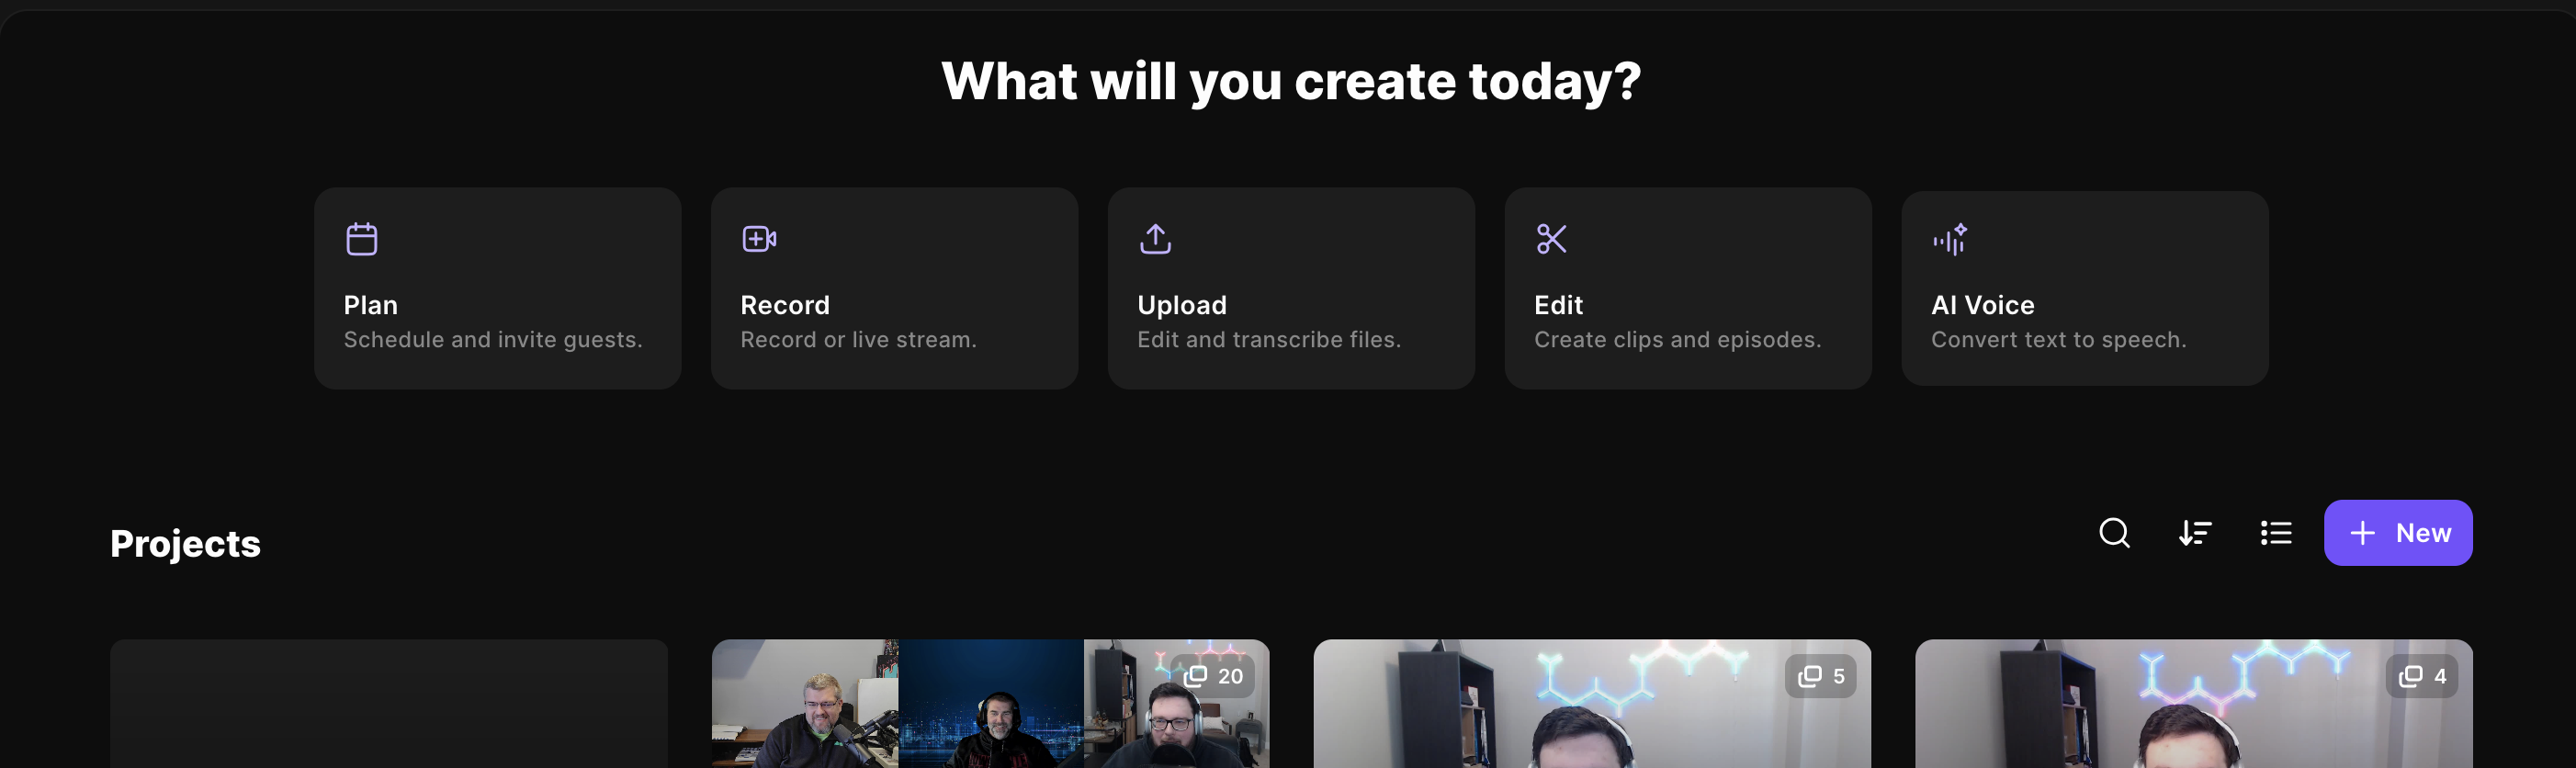 What will you create today?
Plan
Schedule and invite guests.
Record
Record or live stream.
Upload
Edit and transcribe files.
Edit
Create clips and episodes.
AI Voice
Convert text to speech.
Projects
New
20
5
4